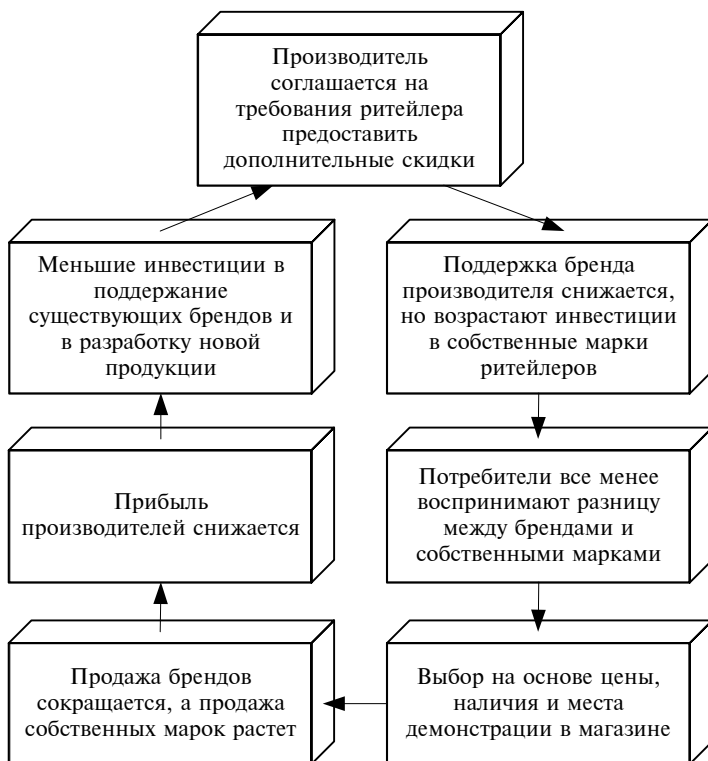 Производитель
соглашается на
требования ритейлера
предоставить
дополнительные скидки
Поддержка бренда
производителя снижается,
но возрастают инвестиции
в собственные марки
ритейлеров
Потребители все менее
воспринимают разницу
между брендами и
собственными марками
Выбор на основе цены,
наличия и места
демонстрации в магазине
Продажа брендов
сокращается, а продажа
собственных марок растет
Прибыль
производителей снижается
Меньшие инвестиции в
поддержание
существующих брендов и
в разработку новой
продукции